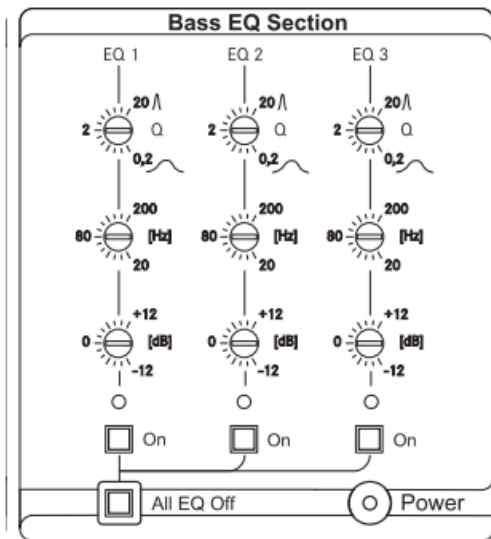 Bass EQ Section
EQ 1 EQ 2 EQ 3
20 20 20
2 Q 2 Q 2 Q
0,2 0,2 0,2
200 200 200
80 [Hz] 80 [Hz] 80 [Hz]
20 20 20
+12 +12 +12
0 [dB] 0 [dB] 0 [dB]
-12 -12 -12
On On On
All EQ Off Power